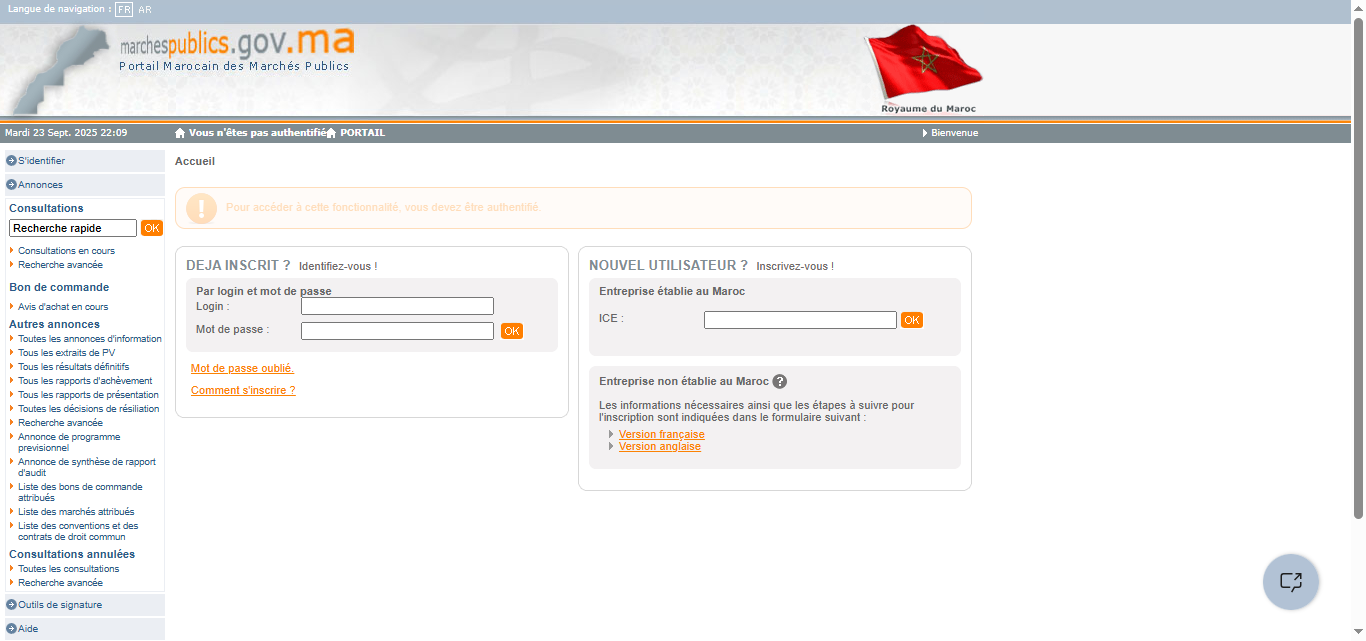 Langue de navigation : FR AR
marchespublics.gov.ma
Portail Marocain des Marchés Publics
Royaume du Maroc
Mardi 23 Sept. 2025 22:09
Vous n'êtes pas authentifié PORTAIL
Bienvenue
S'identifier
Annonces
Consultations
Recherche rapide OK
Consultations en cours
Recherche avancée
Bon de commande
Avis d'achat en cours
Autres annonces
Toutes les annonces d'information
Tous les extraits de PV
Tous les résultats définitifs
Tous les rapports d'achèvement
Tous les rapports de présentation
Toutes les décisions de résiliation
Recherche avancée
Annonce de programme
previsionnel
Annonce de synthèse de rapport
d'audit
Liste des bons de commande
attribués
Liste des marchés attribués
Liste des conventions et des
contrats de droit commun
Consultations annulées
Toutes les consultations
Recherche avancée
Outils de signature
Aide
Accueil
Pour accéder à cette fonctionnalité, vous devez être authentifié.
DEJA INSCRIT ? Identifiez-vous !
Par login et mot de passe
Login :
Mot de passe : OK
Mot de passe oublié.
Comment s'inscrire ?
NOUVEL UTILISATEUR ? Inscrivez-vous !
Entreprise établie au Maroc
ICE : OK
Entreprise non établie au Maroc ?
Les informations nécessaires ainsi que les étapes à suivre pour
l'inscription sont indiquées dans le formulaire suivant :
Version française
Version anglaise